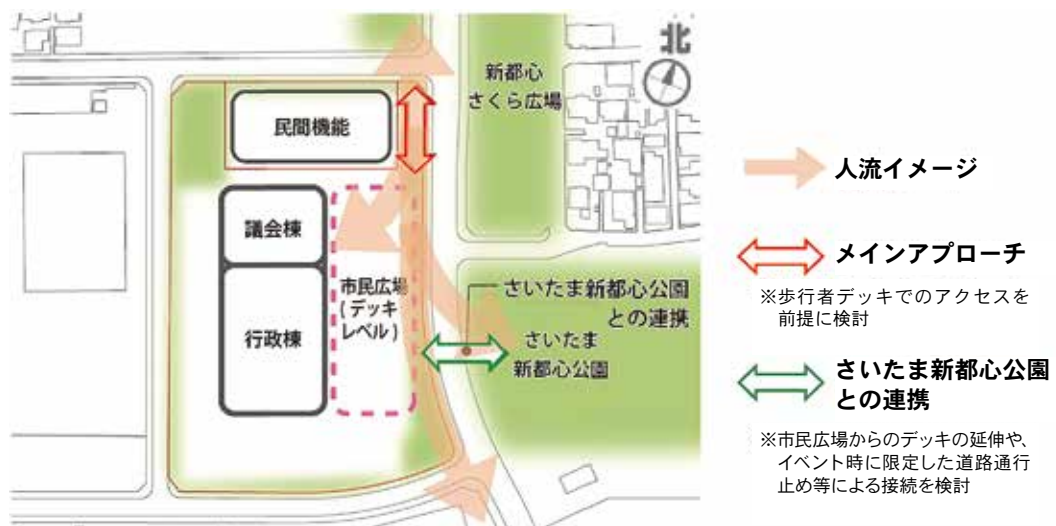 北
新都心
さくら広場
民間機能
議会棟
市民広場
(デッキ
レベル)
行政棟
さいたま新都心公園
との連携
さいたま
新都心公園
人流イメージ
メインアプローチ
※歩行者デッキでのアクセスを
前提に検討
さいたま新都心公園
との連携
※市民広場からのデッキの延伸や、
イベント時に限定した道路通行
止め等による接続を検討